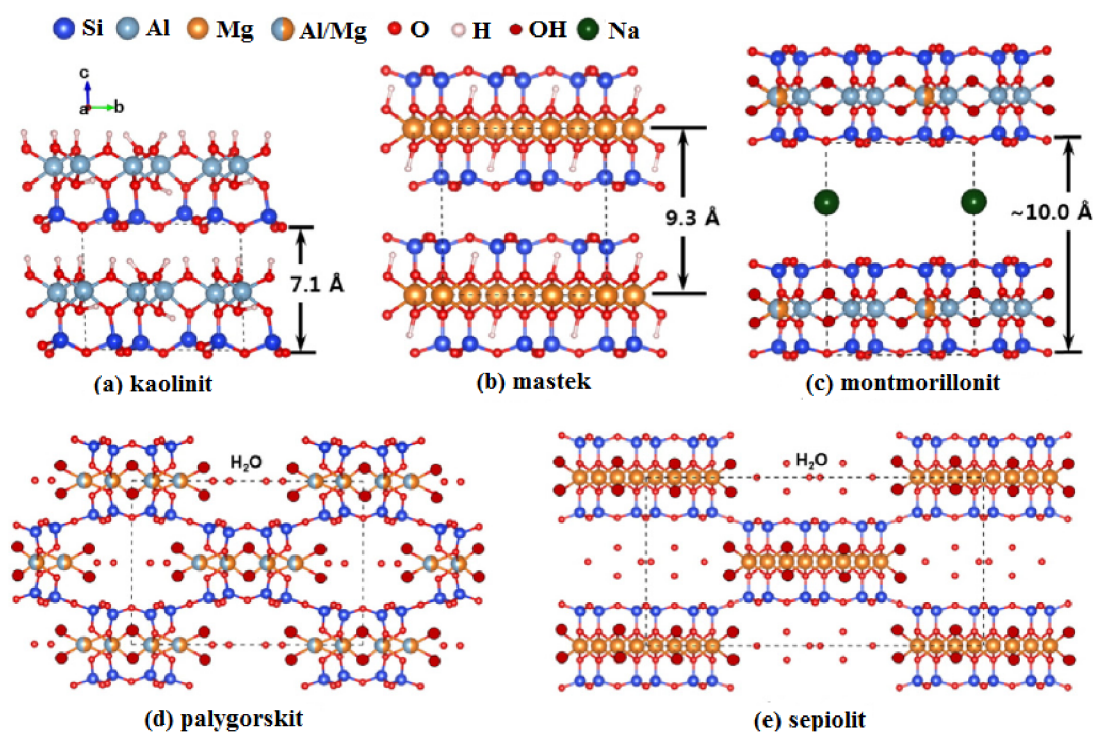 Si Al Mg Al/Mg O H OH Na
c
a b
7.1 Å
9.3 Å
~10.0 Å
(a) kaolinit
(b) mastek
(c) montmorillonit
H₂O
H₂O
(d) palygorskit
(e) sepiolit